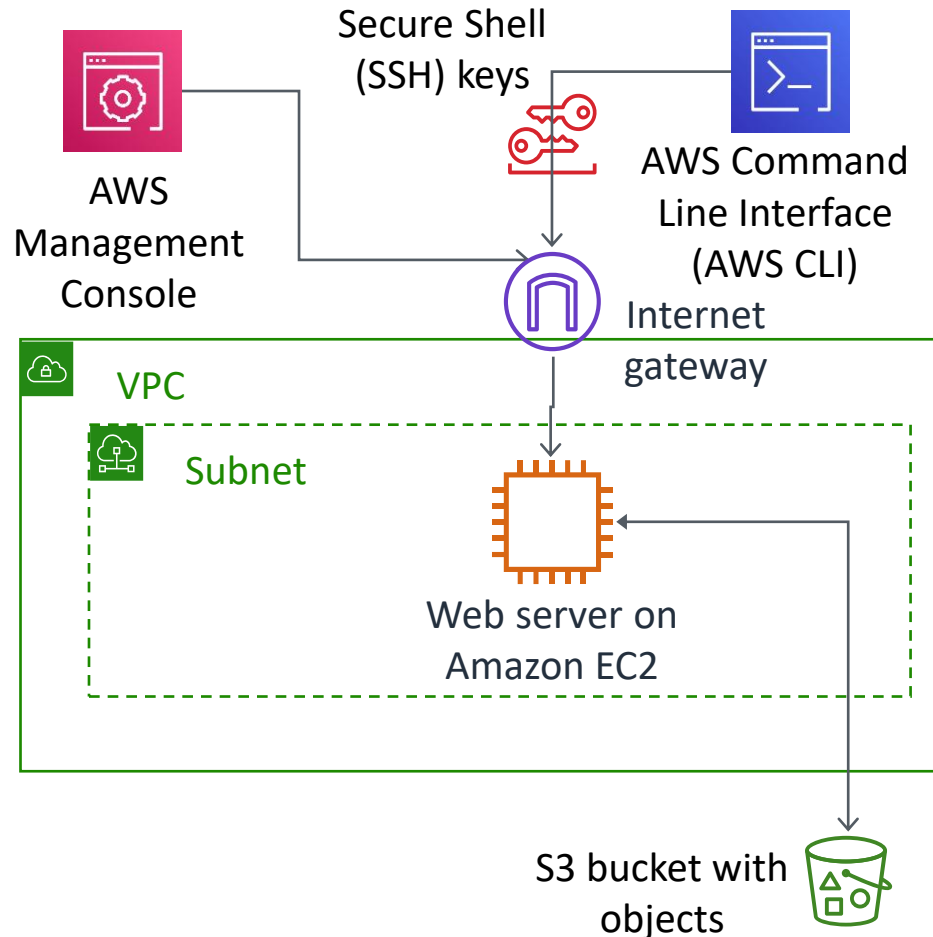 Secure Shell
(SSH) keys
AWS
Management
Console
AWS Command
Line Interface
(AWS CLI)
Internet
gateway
VPC
Subnet
Web server on
Amazon EC2
S3 bucket with
objects